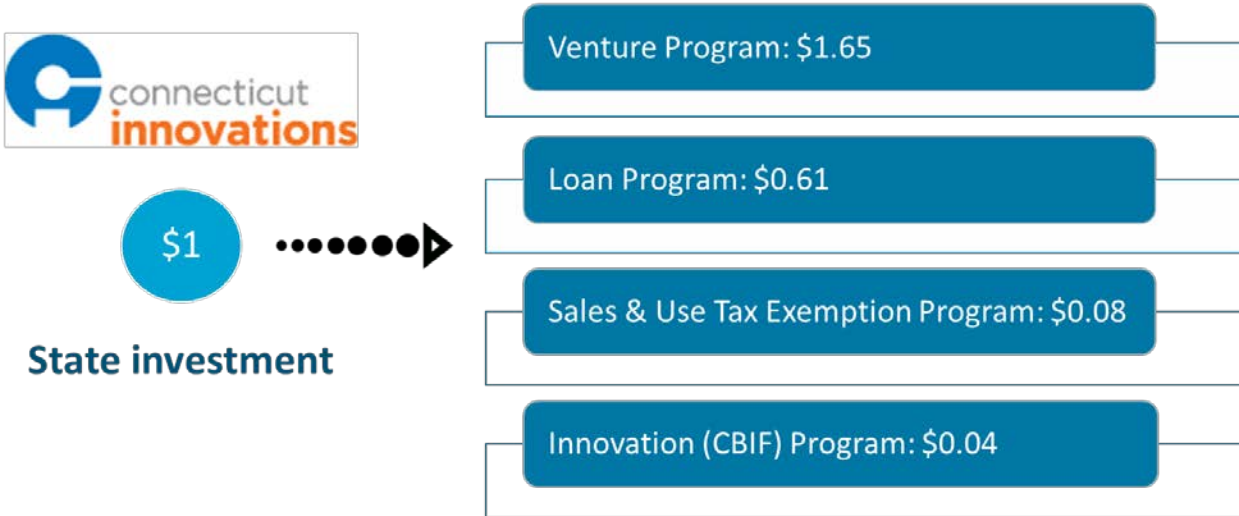 connecticut
innovations
$1
State investment
Venture Program: $1.65
Loan Program: $0.61
Sales & Use Tax Exemption Program: $0.08
Innovation (CBIF) Program: $0.04